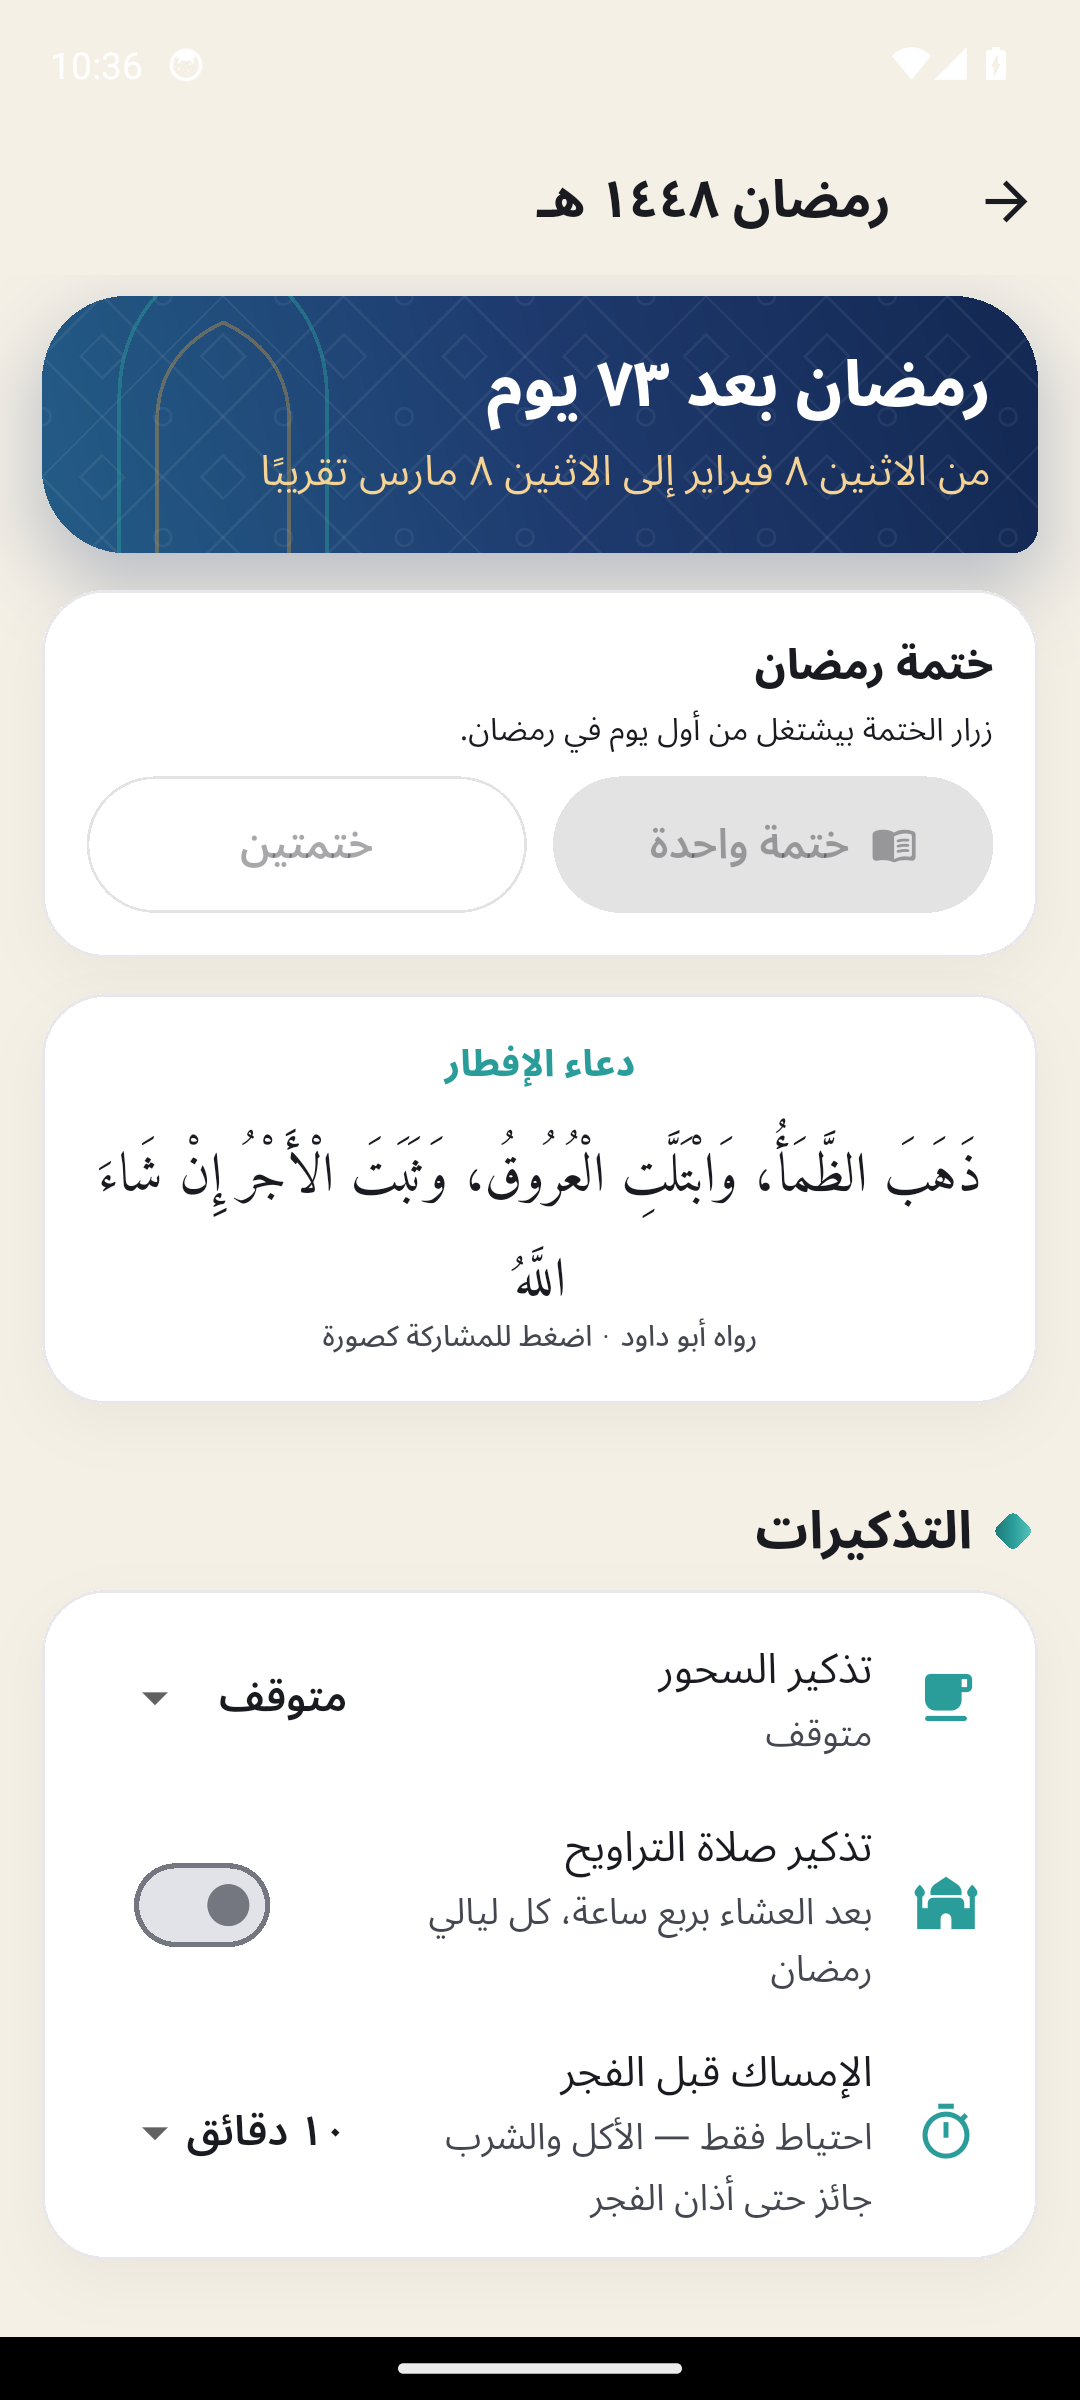 10:36
رمضان ١٤٤٨ هـ
رمضان بعد ٧٣ يوم
من الاثنين ٨ فبراير إلى الاثنين ٨ مارس تقريبًا
ختمة رمضان
زرار الختمة بيشتغل من أول يوم في رمضان.
ختمة واحدة
ختمتين
دعاء الإفطار
ذَهَبَ الظَّمَأُ، وَابْتَلَّتِ الْعُرُوقُ، وَثَبَتَ الْأَجْرُ إِنْ شَاءَ
اللَّهُ
رواه أبو داود · اضغط للمشاركة كصورة
التذكيرات
تذكير السحور
متوقف
متوقف
تذكير صلاة التراويح
بعد العشاء بربع ساعة، كل ليالي
رمضان
الإمساك قبل الفجر
احتياط فقط — الأكل والشرب
جائز حتى أذان الفجر
١٠ دقائق